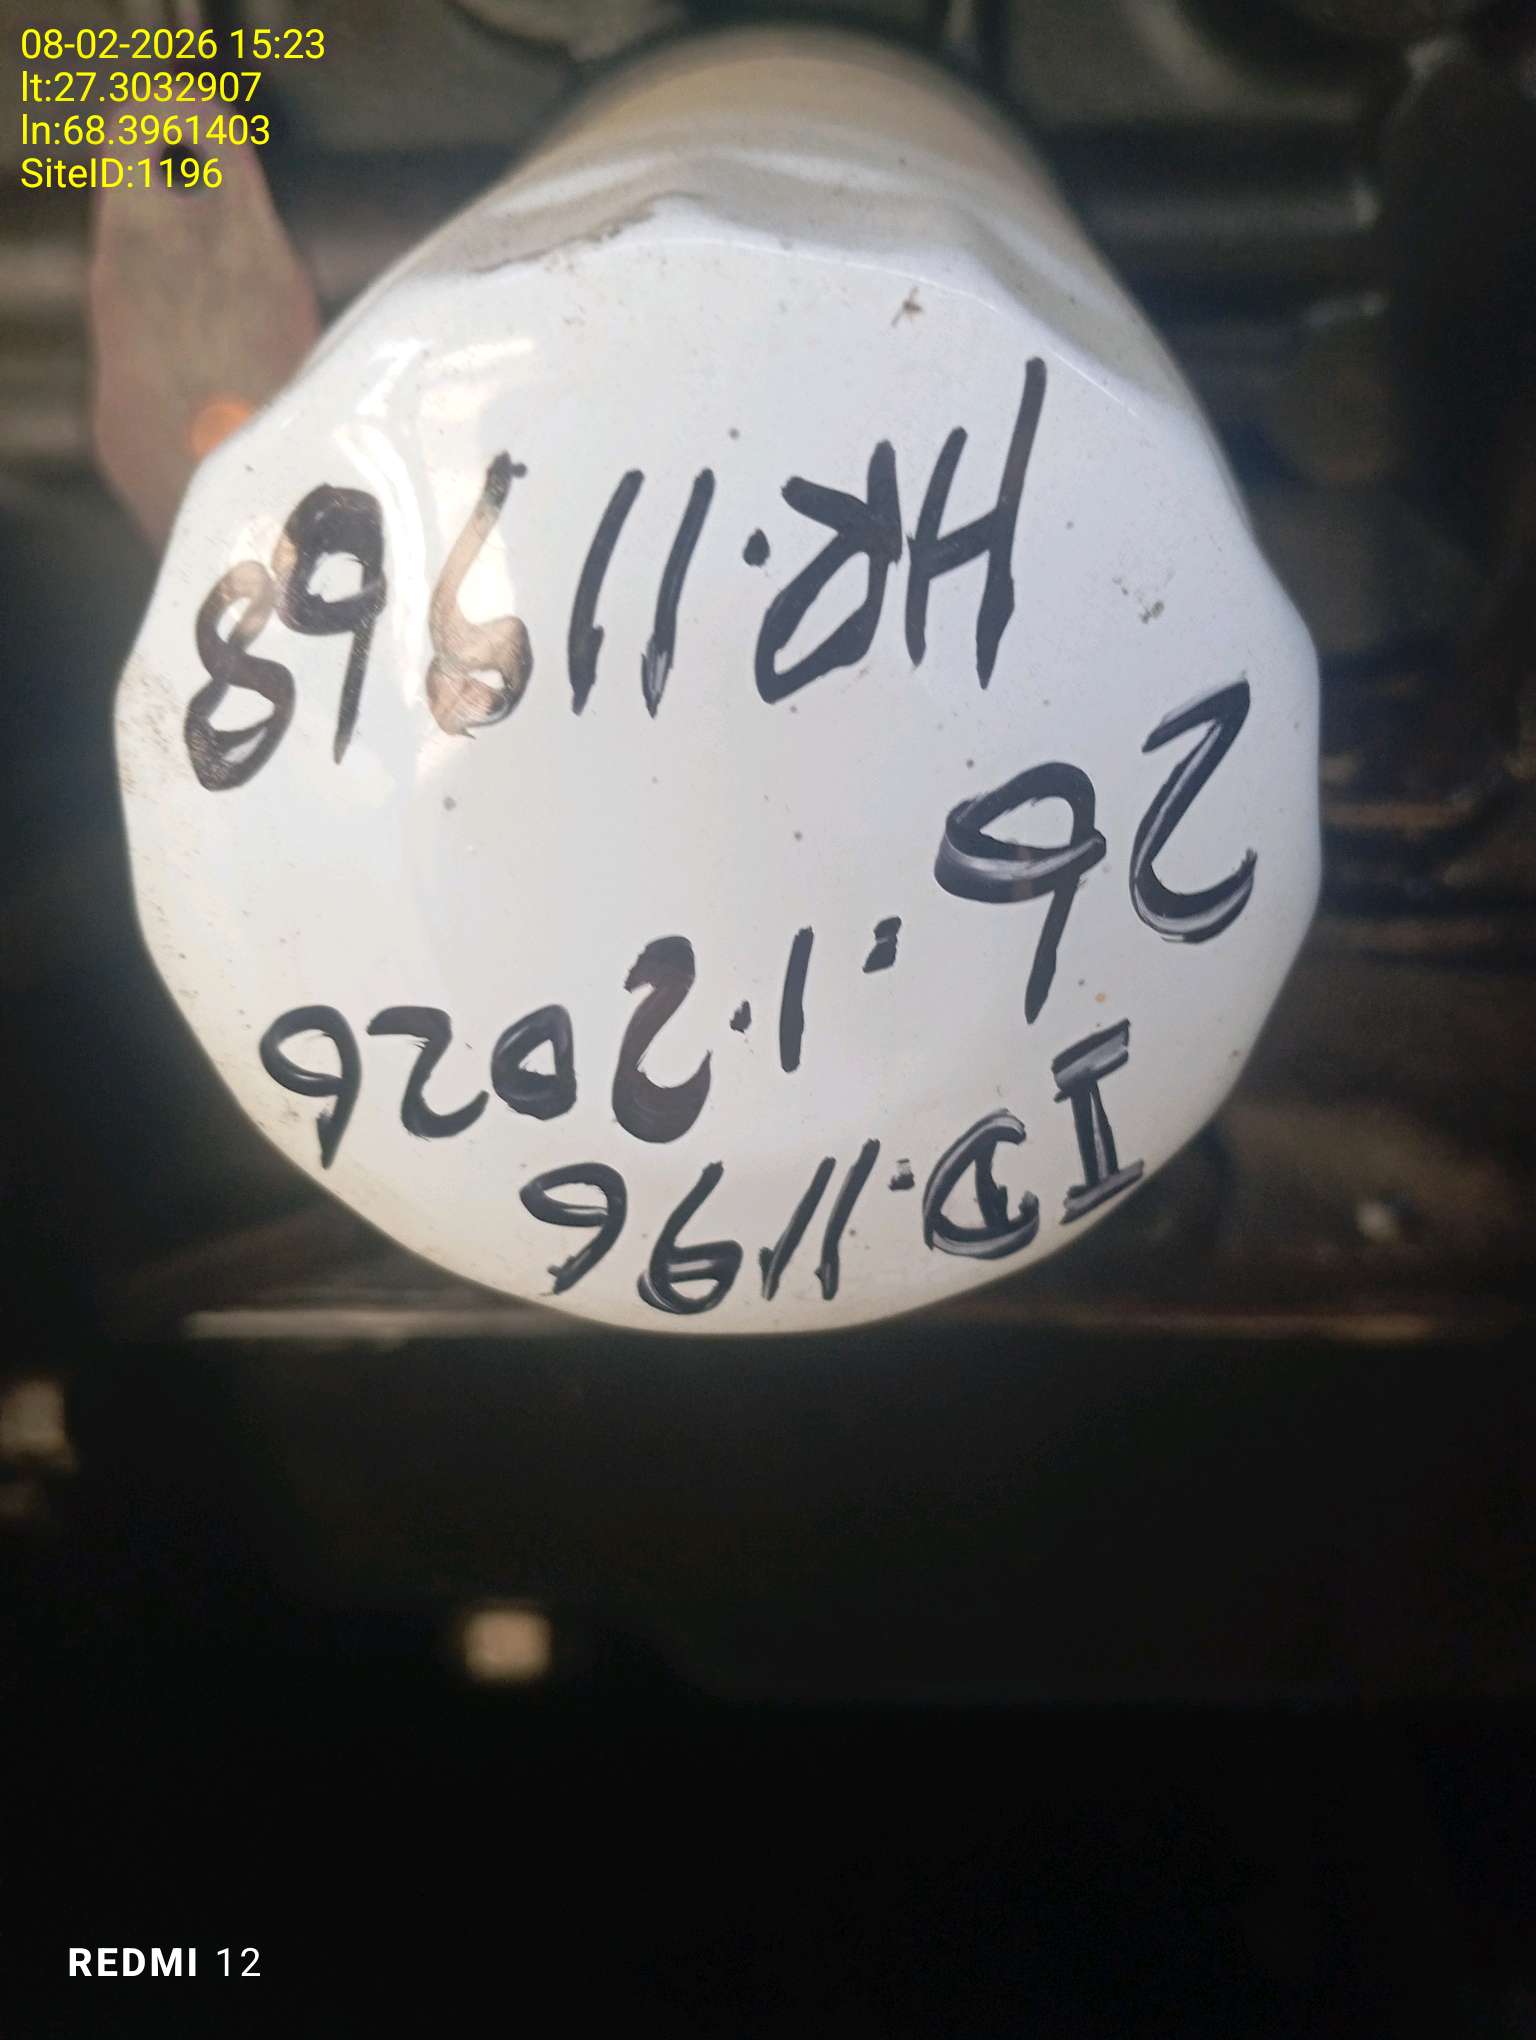 08-02-2026 15:23
lt:27.3032907
ln:68.3961403
SiteID:1196
ID.1196
26.1.2026
HR.11968
REDMI 12